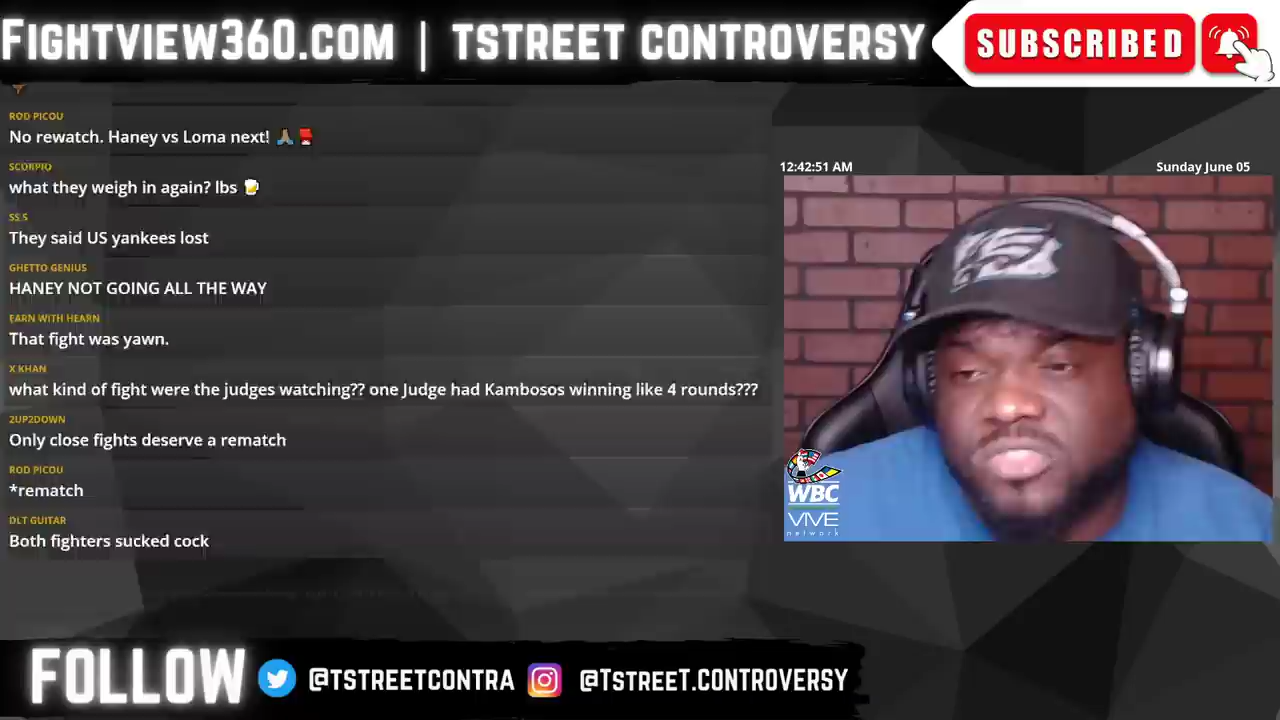 FIGHTVIEW360.COM | TSTREET CONTROVERSY
SUBSCRIBED
ROD PICOU
No rewatch. Haney vs Loma next!
SCORPIO
what they weigh in again? lbs
SS.S
They said US yankees lost
GHETTO GENIUS
HANEY NOT GOING ALL THE WAY
EARN WITH HEARN
That fight was yawn.
X KHAN
what kind of fight were the judges watching?? one Judge had Kambosos winning like 4 rounds???
2UP2DOWN
Only close fights deserve a rematch
ROD PICOU
*rematch
DLT GUITAR
Both fighters sucked cock
12:42:51 AM
Sunday June 05
WBC
VIVE
network
FOLLOW
@TSTREETCONTRA
@TSTREET.CONTROVERSY